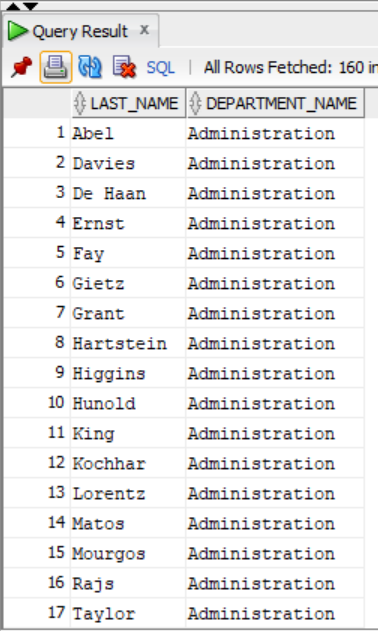 Query Result x
SQL | All Rows Fetched: 160 in
LAST_NAME DEPARTMENT_NAME
1 Abel Administration
2 Davies Administration
3 De Haan Administration
4 Ernst Administration
5 Fay Administration
6 Gietz Administration
7 Grant Administration
8 Hartstein Administration
9 Higgins Administration
10 Hunold Administration
11 King Administration
12 Kochhar Administration
13 Lorentz Administration
14 Matos Administration
15 Mourgos Administration
16 Rajs Administration
17 Taylor Administration